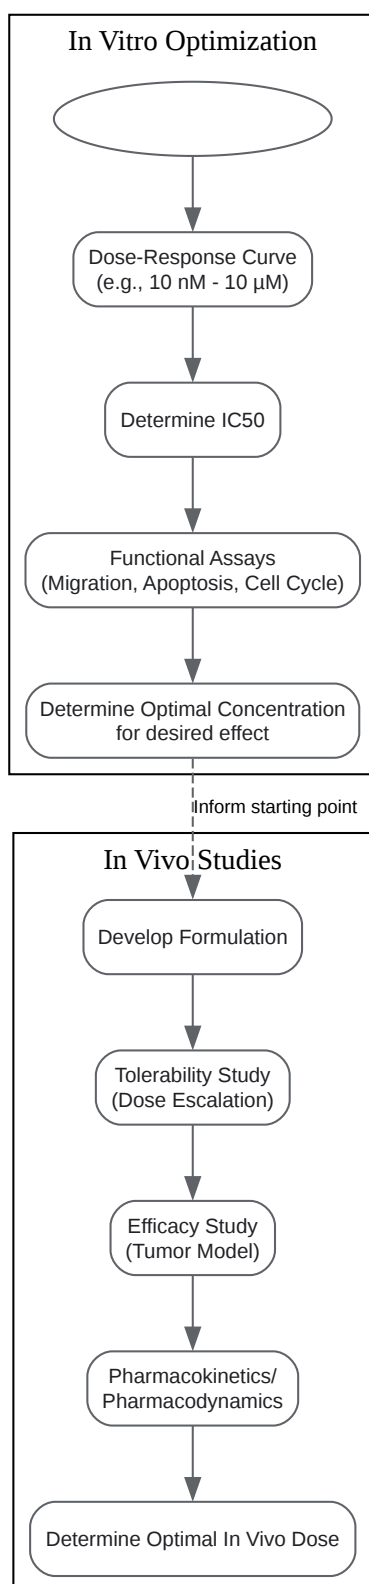 In Vitro Optimization
Dose-Response Curve
(e.g., 10 nM - 10 µM)
Determine IC50
Functional Assays
(Migration, Apoptosis, Cell Cycle)
Determine Optimal Concentration
for desired effect
Inform starting point
In Vivo Studies
Develop Formulation
Tolerability Study
(Dose Escalation)
Efficacy Study
(Tumor Model)
Pharmacokinetics/
Pharmacodynamics
Determine Optimal In Vivo Dose